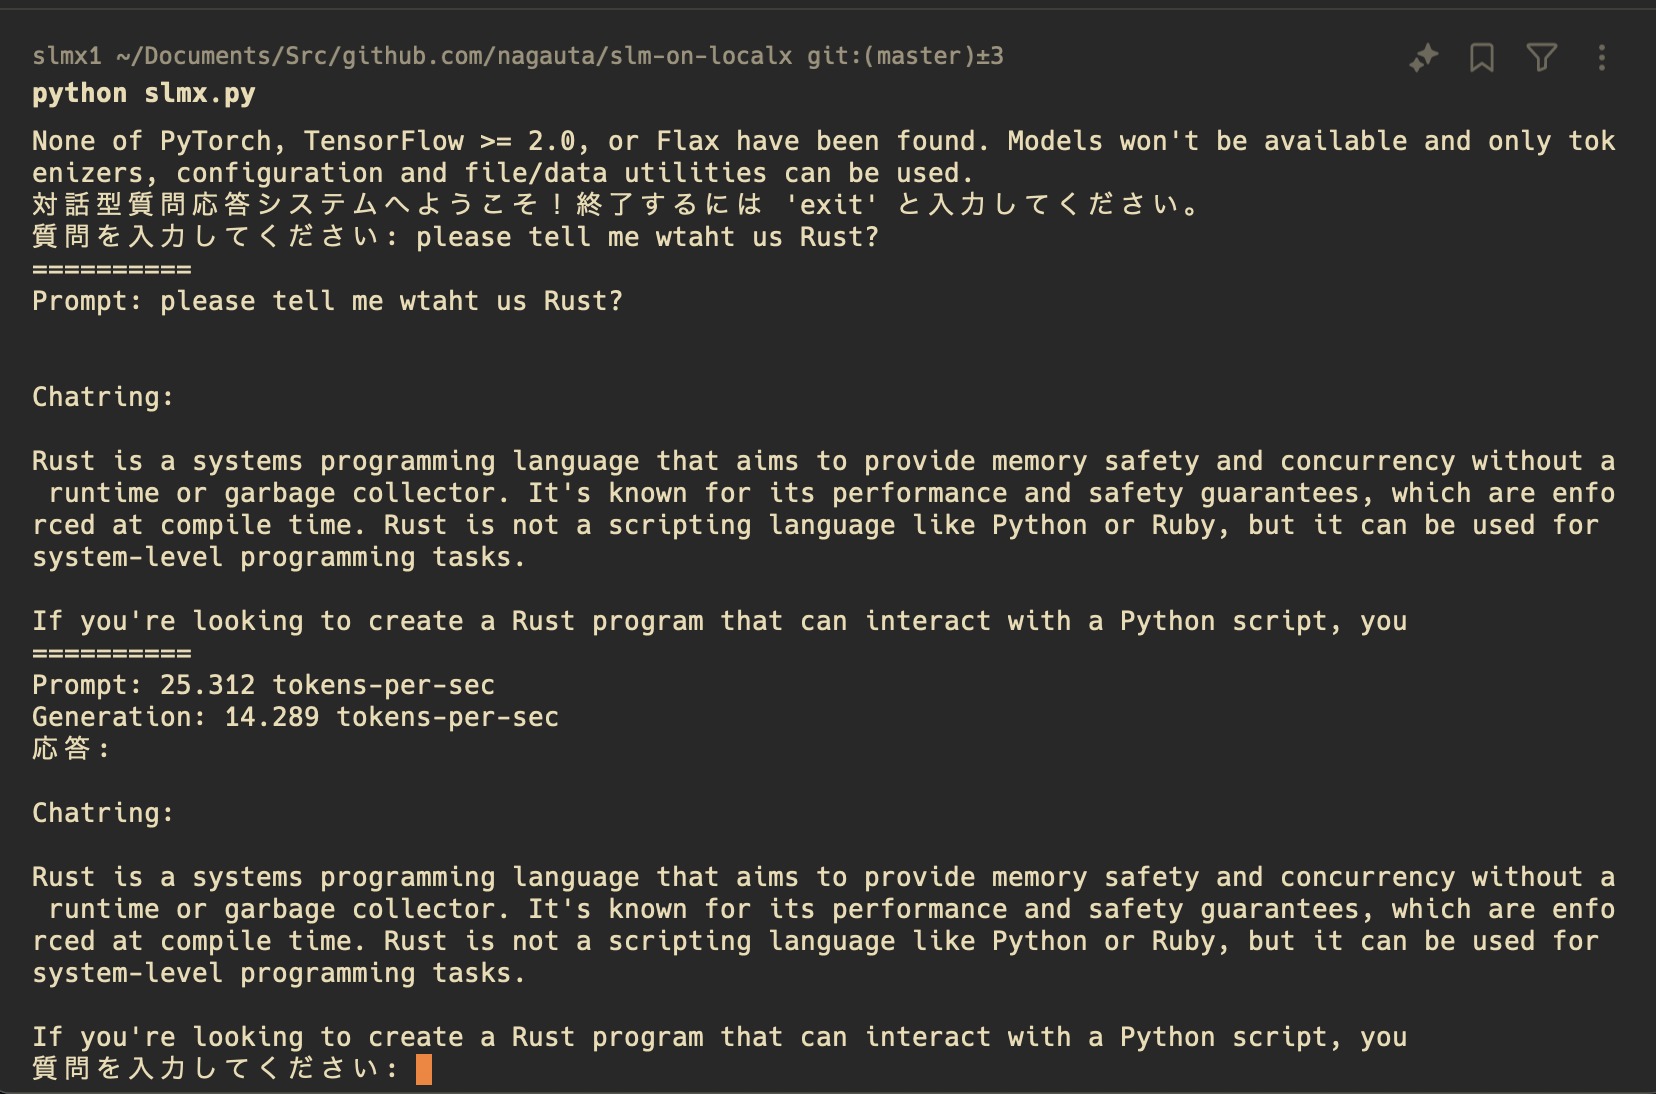 slmx1 ~/Documents/Src/github.com/nagauta/slm-on-localx git:(master)±3
python slmx.py
None of PyTorch, TensorFlow >= 2.0, or Flax have been found. Models won't be available and only tok
enizers, configuration and file/data utilities can be used.
対話型質問応答システムへようこそ！終了するには 'exit' と入力してください。
質問を入力してください: please tell me wtaht us Rust?
==========
Prompt: please tell me wtaht us Rust?
Chatring:
Rust is a systems programming language that aims to provide memory safety and concurrency without a
 runtime or garbage collector. It's known for its performance and safety guarantees, which are enfo
rced at compile time. Rust is not a scripting language like Python or Ruby, but it can be used for
system-level programming tasks.
If you're looking to create a Rust program that can interact with a Python script, you
==========
Prompt: 25.312 tokens-per-sec
Generation: 14.289 tokens-per-sec
応答:
Chatring:
Rust is a systems programming language that aims to provide memory safety and concurrency without a
 runtime or garbage collector. It's known for its performance and safety guarantees, which are enfo
rced at compile time. Rust is not a scripting language like Python or Ruby, but it can be used for
system-level programming tasks.
If you're looking to create a Rust program that can interact with a Python script, you
質問を入力してください: